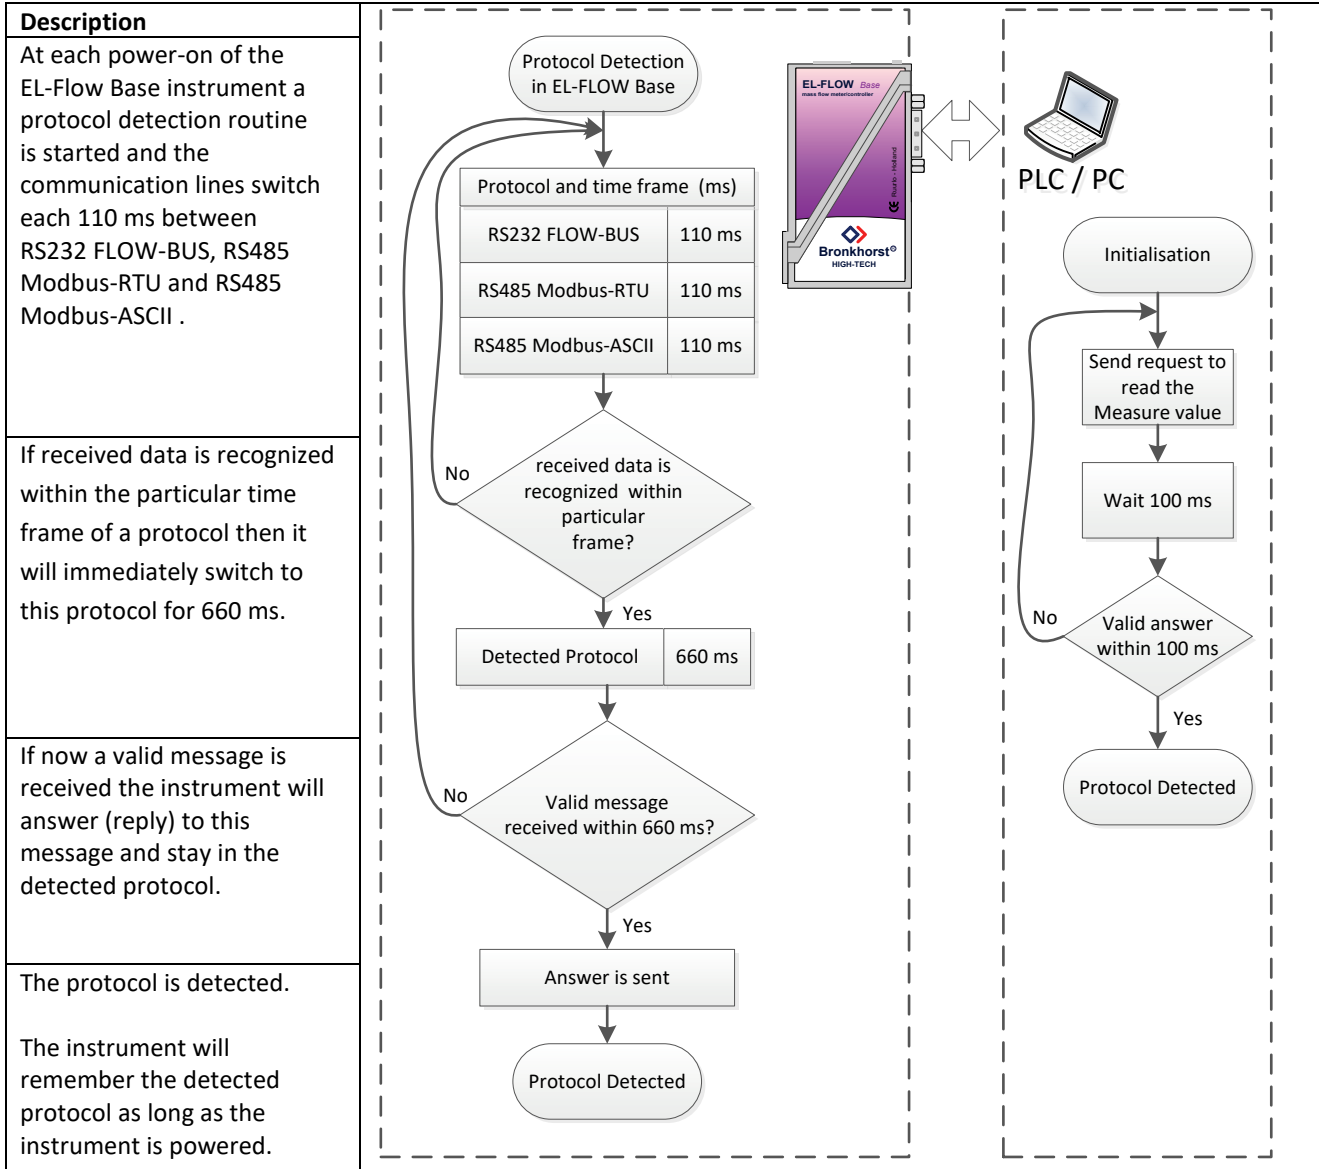 Description
At each power-on of the
EL-Flow Base instrument a
protocol detection routine
is started and the
communication lines switch
each 110 ms between
RS232 FLOW-BUS, RS485
Modbus-RTU and RS485
Modbus-ASCII .
If received data is recognized
within the particular time
frame of a protocol then it
will immediately switch to
this protocol for 660 ms.
If now a valid message is
received the instrument will
answer (reply) to this
message and stay in the
detected protocol.
The protocol is detected.
The instrument will
remember the detected
protocol as long as the
instrument is powered.
Protocol Detection
in EL-FLOW Base
Protocol and time frame (ms)
RS232 FLOW-BUS 110 ms
RS485 Modbus-RTU 110 ms
RS485 Modbus-ASCII 110 ms
No
received data is
recognized within
particular
frame?
Yes
Detected Protocol 660 ms
No
Valid message
received within 660 ms?
Yes
Answer is sent
Protocol Detected
EL-FLOW Base
mass flow meter/controller
CE Ruurlo - Holland
Bronkhorst®
HIGH-TECH
PLC / PC
Initialisation
Send request to
read the
Measure value
Wait 100 ms
No
Valid answer
within 100 ms
Yes
Protocol Detected